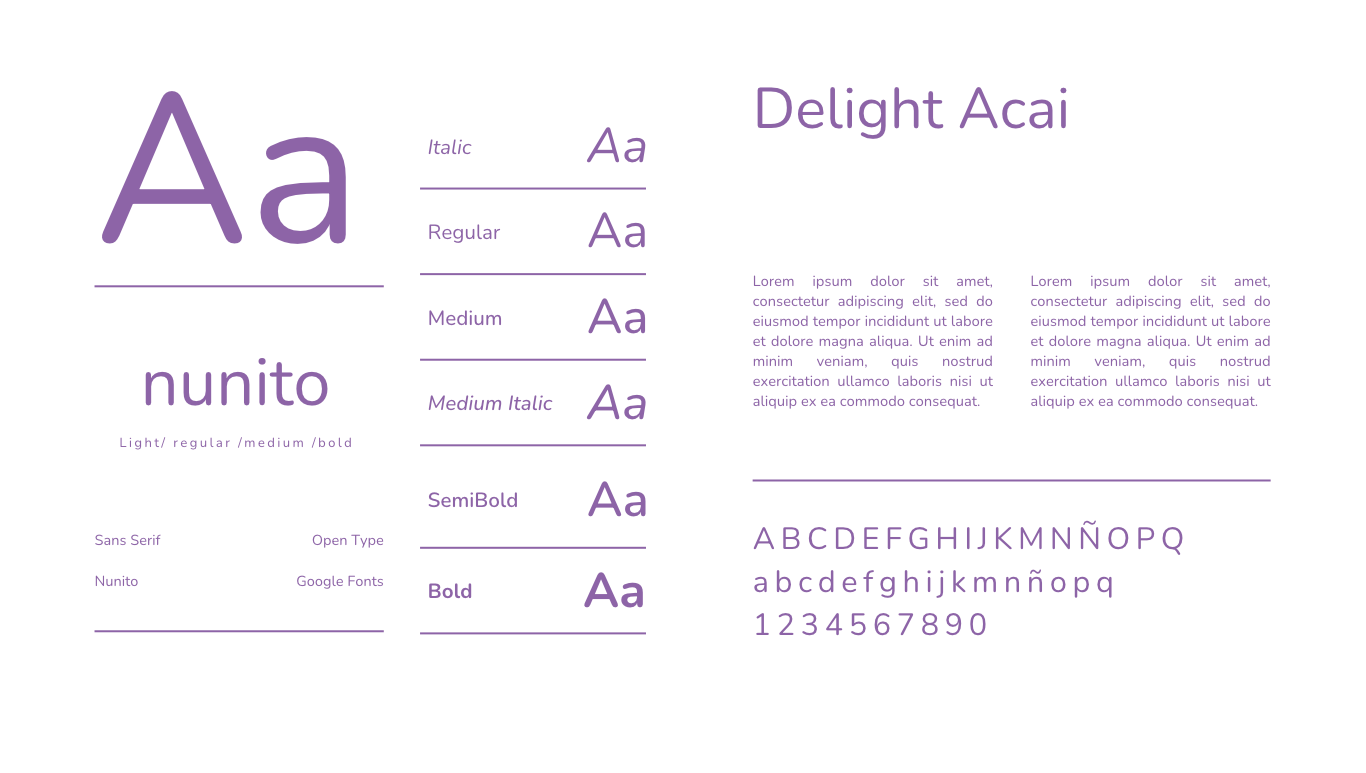 Aa
nunito
Light/ regular /medium /bold
Sans Serif
Open Type
Nunito
Google Fonts
Italic Aa
Regular Aa
Medium Aa
Medium Italic Aa
SemiBold Aa
Bold Aa
Delight Acai
Lorem ipsum dolor sit amet,
consectetur adipiscing elit, sed do
eiusmod tempor incididunt ut labore
et dolore magna aliqua. Ut enim ad
minim veniam, quis nostrud
exercitation ullamco laboris nisi ut
aliquip ex ea commodo consequat.
Lorem ipsum dolor sit amet,
consectetur adipiscing elit, sed do
eiusmod tempor incididunt ut labore
et dolore magna aliqua. Ut enim ad
minim veniam, quis nostrud
exercitation ullamco laboris nisi ut
aliquip ex ea commodo consequat.
A B C D E F G H I J K M N Ñ O P Q
a b c d e f g h i j k m n ñ o p q
1 2 3 4 5 6 7 8 9 0